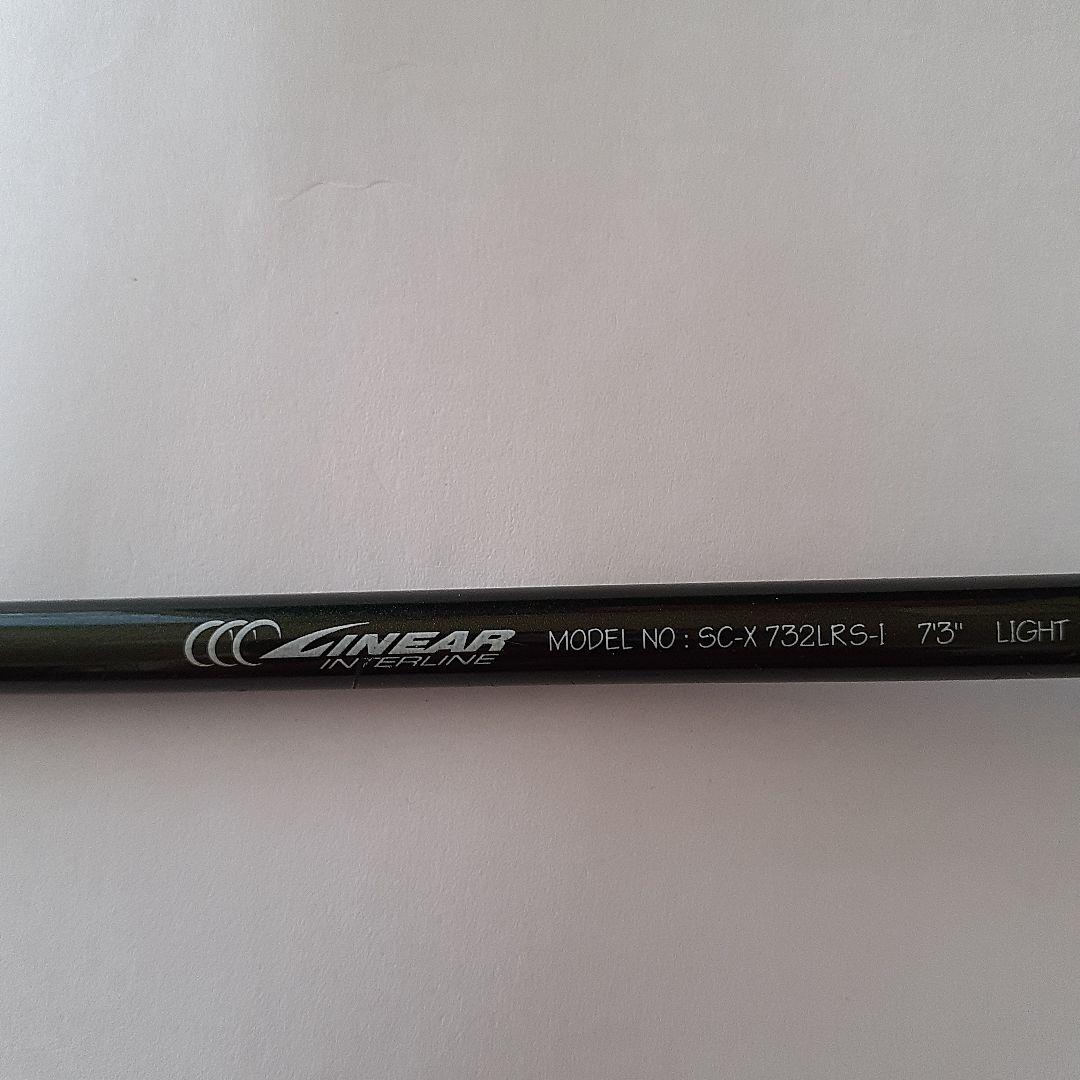 LINEAR INTERLINE MODEL NO : SC-X 732LRS-I 7'3" LIGHT